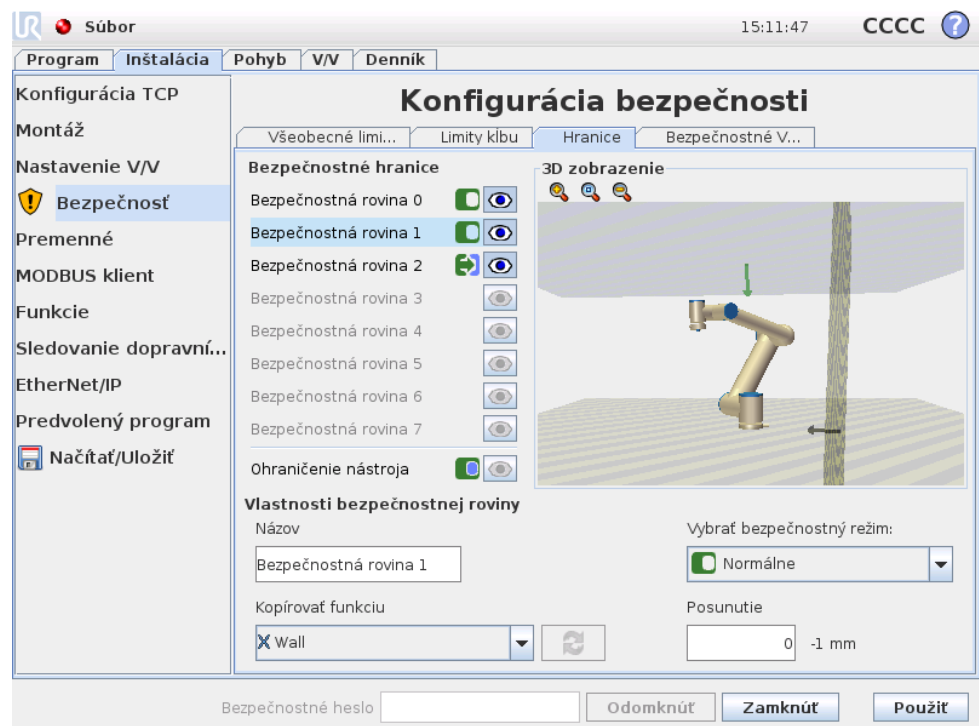 UR Súbor 15:11:47 CCCC ?
Program Inštalácia Pohyb V/V Denník
Konfigurácia TCP
Montáž
Nastavenie V/V
Bezpečnosť
Premenné
MODBUS klient
Funkcie
Sledovanie dopravní...
EtherNet/IP
Predvolený program
Načítať/Uložiť
Konfigurácia bezpečnosti
Všeobecné limi... Limity kĺbu Hranice Bezpečnostné V...
Bezpečnostné hranice
Bezpečnostná rovina 0
Bezpečnostná rovina 1
Bezpečnostná rovina 2
Bezpečnostná rovina 3
Bezpečnostná rovina 4
Bezpečnostná rovina 5
Bezpečnostná rovina 6
Bezpečnostná rovina 7
Ohraničenie nástroja
3D zobrazenie
Vlastnosti bezpečnostnej roviny
Názov
Bezpečnostná rovina 1
Vybrať bezpečnostný režim:
Normálne
Kopírovať funkciu
Wall
Posunutie
0 -1 mm
Bezpečnostné heslo Odomknúť Zamknúť Použiť